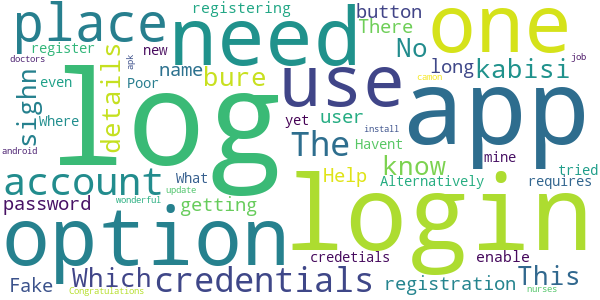 registering button one
place need There No
register new app
doctors apk name use long kabisi job
sighn even details Poor bure camon
log user yet install
Where The Havent mine
What know tried
android account Help Alternatively requires
update login
password option wonderful getting credetials enable
Fake Which credentials registration This
Congratulations nurses